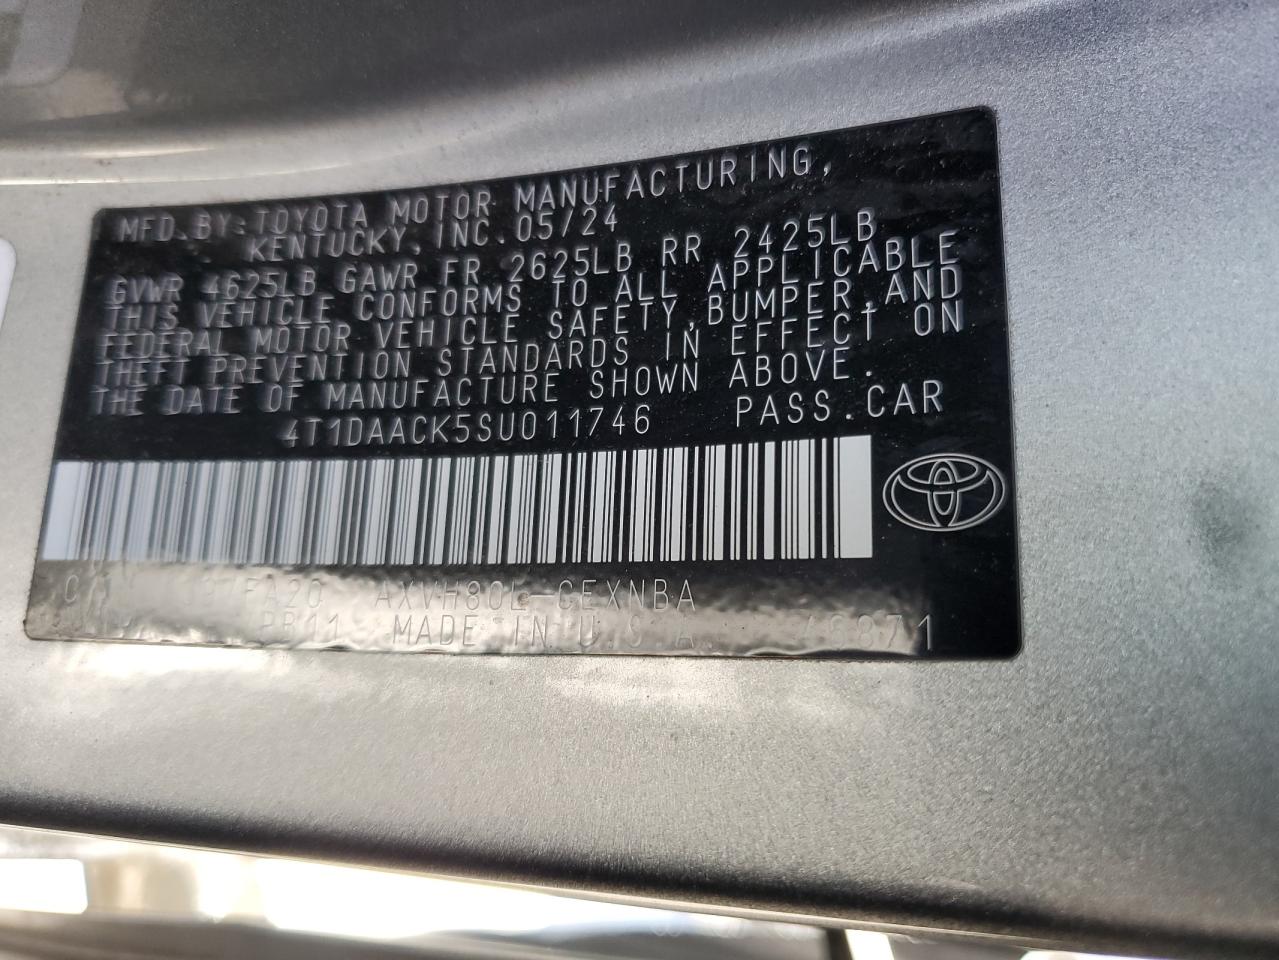 MFD.BY:TOYOTA MOTOR MANUFACTURING,
KENTUCKY, INC.05/24
GVWR 4625LB GAWR FR 2625LB RR 2425LB
THIS VEHICLE CONFORMS TO ALL APPLICABLE
FEDERAL MOTOR VEHICLE SAFETY,BUMPER,AND
THEFT PREVENTION STANDARDS IN EFFECT ON
THE DATE OF MANUFACTURE SHOWN ABOVE.
4T1DAACK5SU011746 PASS.CAR
AXVH80L-CEXNBA
MADE IN U.S.A. 46871